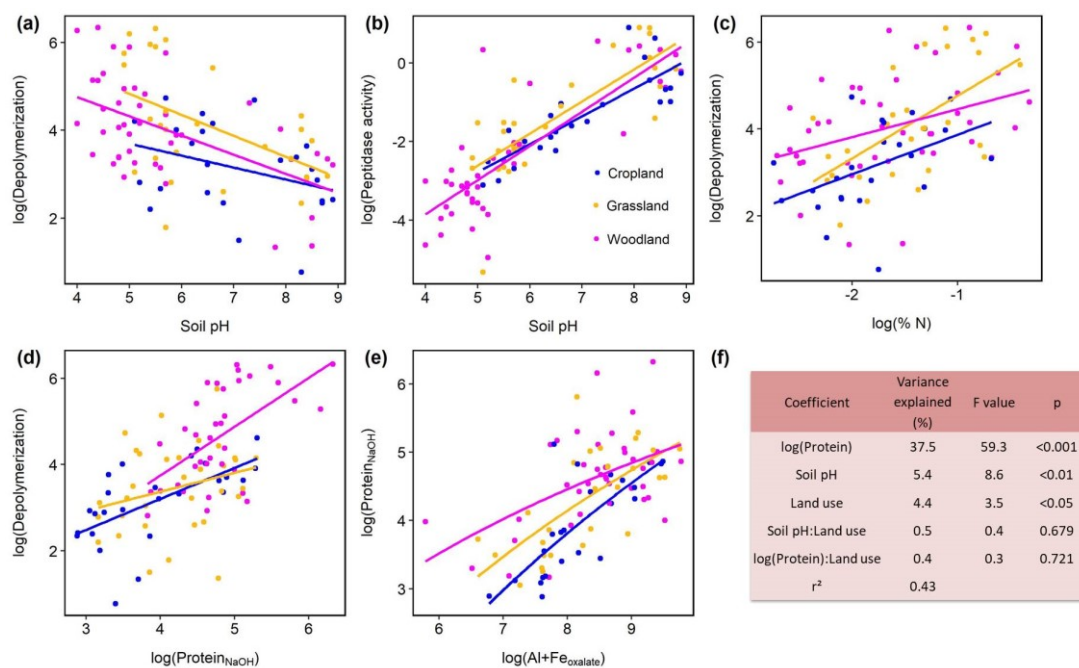 (a)
log(Depolymerization)
6
4
2
4 5 6 7 8 9
Soil pH
(b)
log(Peptidase activity)
0
-2
-4
4 5 6 7 8 9
Soil pH
Cropland
Grassland
Woodland
(c)
log(Depolymerization)
6
4
2
-2 -1
log(% N)
(d)
log(Depolymerization)
6
4
2
3 4 5 6
log(Protein_NaOH)
(e)
log(Protein_NaOH)
6
5
4
3
6 7 8 9
log(Al+Fe_oxalate)
(f)
Coefficient Variance explained (%) F value p
log(Protein) 37.5 59.3 <0.001
Soil pH 5.4 8.6 <0.01
Land use 4.4 3.5 <0.05
Soil pH:Land use 0.5 0.4 0.679
log(Protein):Land use 0.4 0.3 0.721
r² 0.43